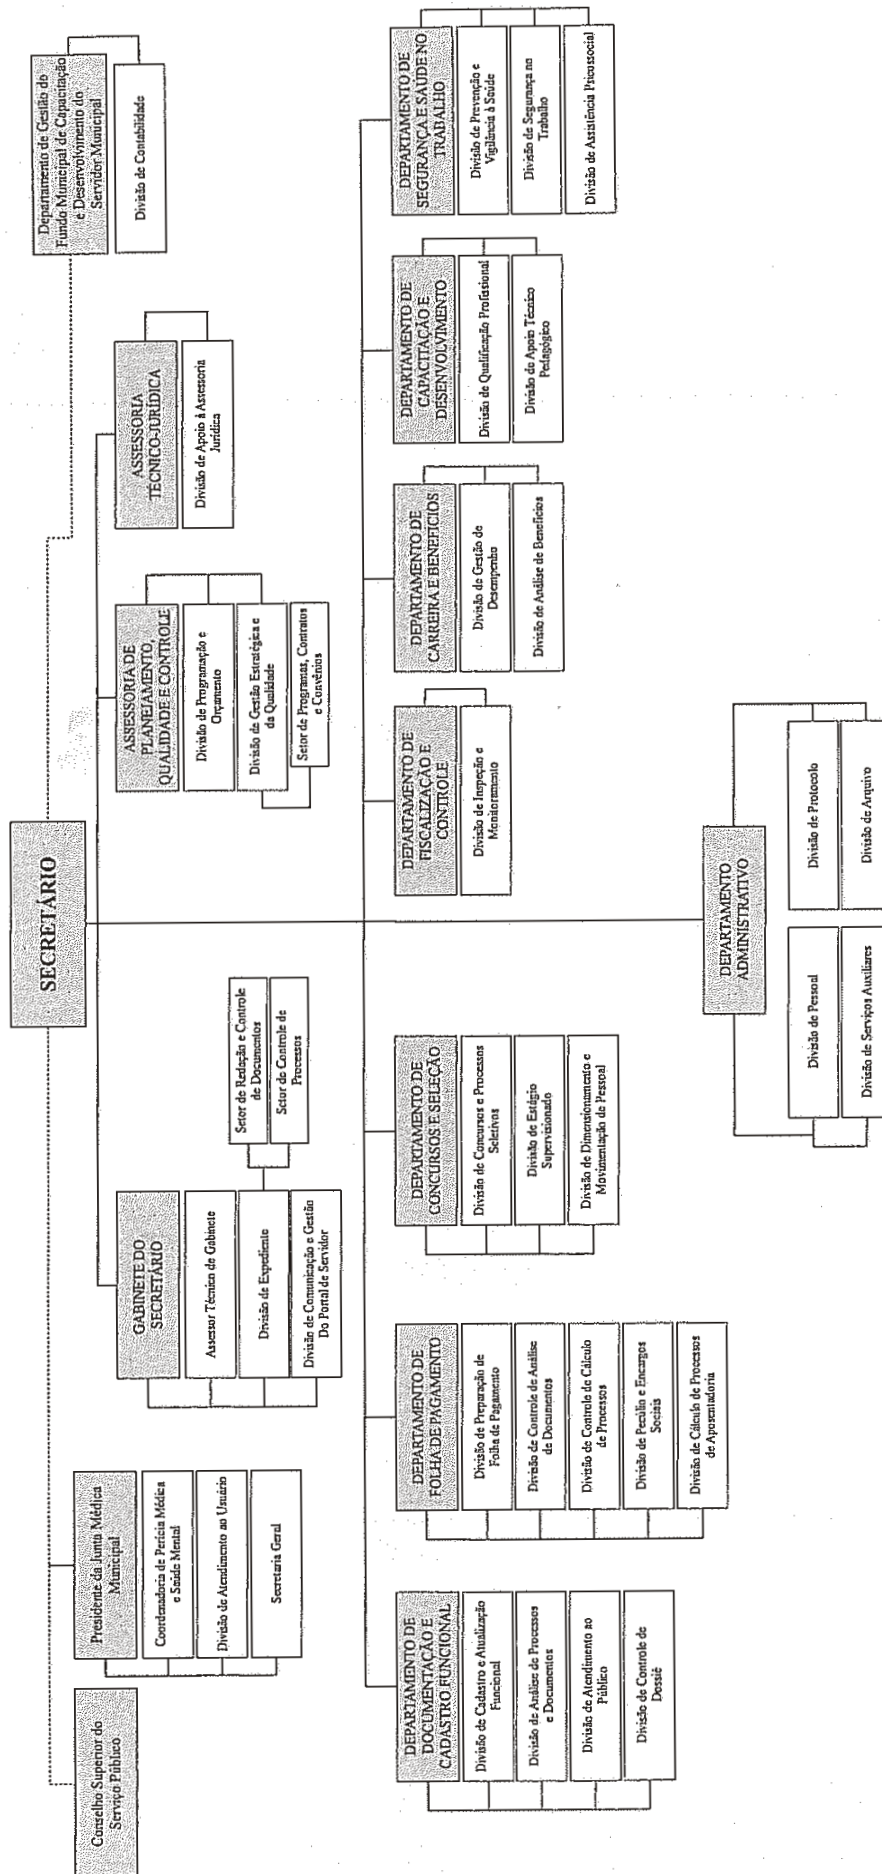 SECRETÁRIO
Conselho Superior do
Serviço Público
Presidente da Junta Médica
Municipal
Coordenadoria de Perícia Médica
e Saúde Mental
Divisão de Atendimento ao Usuário
Secretaria Geral
GABINETE DO
SECRETÁRIO
Assessor Técnico de Gabinete
Divisão de Expediente
Divisão de Comunicação e Gestão
Do Portal de Servidor
Setor de Redação e Controle
de Documentos
Setor de Controle de
Processos
ASSESSORIA DE
PLANEJAMENTO,
QUALIDADE E CONTROLE
Divisão de Programação e
Orçamento
Divisão de Gestão Estratégica e
da Qualidade
Setor de Programas, Contratos
e Convênios
ASSESSORIA
TÉCNICO-JURÍDICA
Divisão de Apoio à Assessoria
Jurídica
Departamento de Gestão do
Fundo Municipal de Capacitação
e Desenvolvimento do
Servidor Municipal
Divisão de Contabilidade
DEPARTAMENTO DE
DOCUMENTAÇÃO E
CADASTRO FUNCIONAL
Divisão de Cadastro e Atualização
Funcional
Divisão de Análise de Processos
e Documentos
Divisão de Atendimento ao
Público
Divisão de Controle de
Dossiê
DEPARTAMENTO DE
FOLHA DE PAGAMENTO
Divisão de Preparação de
Folha de Pagamento
Divisão de Controle de Análise
de Documentos
Divisão de Controle de Cálculo
de Processos
Divisão de Pecúlio e Encargos
Sociais
Divisão de Cálculo de Processos
de Aposentadoria
DEPARTAMENTO DE
CONCURSOS E SELEÇÃO
Divisão de Concursos e Processos
Seletivos
Divisão de Estágio
Supervisionado
Divisão de Dimensionamento e
Movimentação de Pessoal
DEPARTAMENTO DE
FISCALIZAÇÃO E
CONTROLE
Divisão de Inspeção e
Monitoramento
DEPARTAMENTO DE
CARREIRA E BENEFÍCIOS
Divisão de Gestão de
Desempenho
Divisão de Análise de Benefícios
DEPARTAMENTO DE
CAPACITAÇÃO E
DESENVOLVIMENTO
Divisão de Qualificação Profissional
Divisão de Apoio Técnico
Pedagógico
DEPARTAMENTO DE
SEGURANÇA E SAÚDE NO
TRABALHO
Divisão de Prevenção e
Vigilância à Saúde
Divisão de Segurança no
Trabalho
Divisão de Assistência Psicossocial
DEPARTAMENTO
ADMINISTRATIVO
Divisão de Pessoal
Divisão de Protocolo
Divisão de Serviços Auxiliares
Divisão de Arquivo